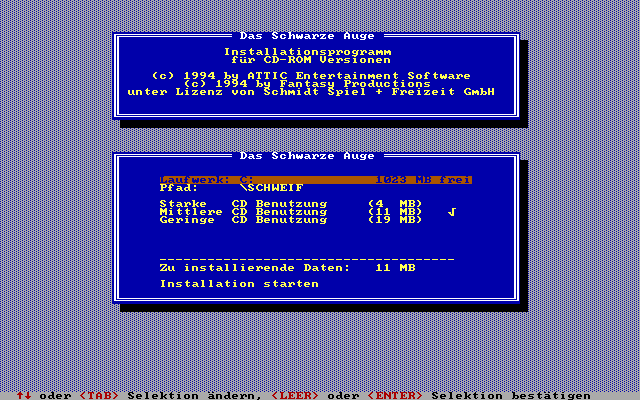 Das Schwarze Auge
Installationsprogramm
für CD-ROM Versionen
(c) 1994 by ATTIC Entertainment Software
(c) 1994 by Fantasy Productions
unter Lizenz von Schmidt Spiel + Freizeit GmbH
Das Schwarze Auge
Laufwerk: C: 1023 MB frei
Pfad: \SCHWEIF
Starke CD Benutzung (4 MB)
Mittlere CD Benutzung (11 MB) √
Geringe CD Benutzung (19 MB)
Zu installierende Daten: 11 MB
Installation starten
↑↓ oder <TAB> Selektion ändern, <LEER> oder <ENTER> Selektion bestätigen